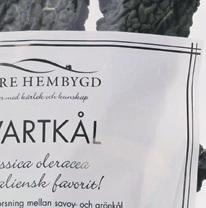 RE HEMBYGD
med kärlek och kunskap
VARTKÅL
ssica oleracea
aliensk favorit!
orsning mellan savoy- och grönkål